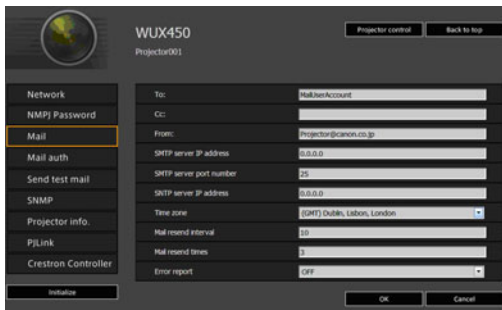 WUX450
Projector001
Projector control
Back to top
Network
NMPJ Password
Mail
Mail auth
Send test mail
SNMP
Projector info.
PJLink
Crestron Controller
Initialize
To: MailUserAccount
Cc:
From: Projector@canon.co.jp
SMTP server IP address 0.0.0.0
SMTP server port number 25
SNTP server IP address 0.0.0.0
Time zone (GMT) Dublin, Lisbon, London
Mail resend interval 10
Mail resend times 3
Error report OFF
OK
Cancel